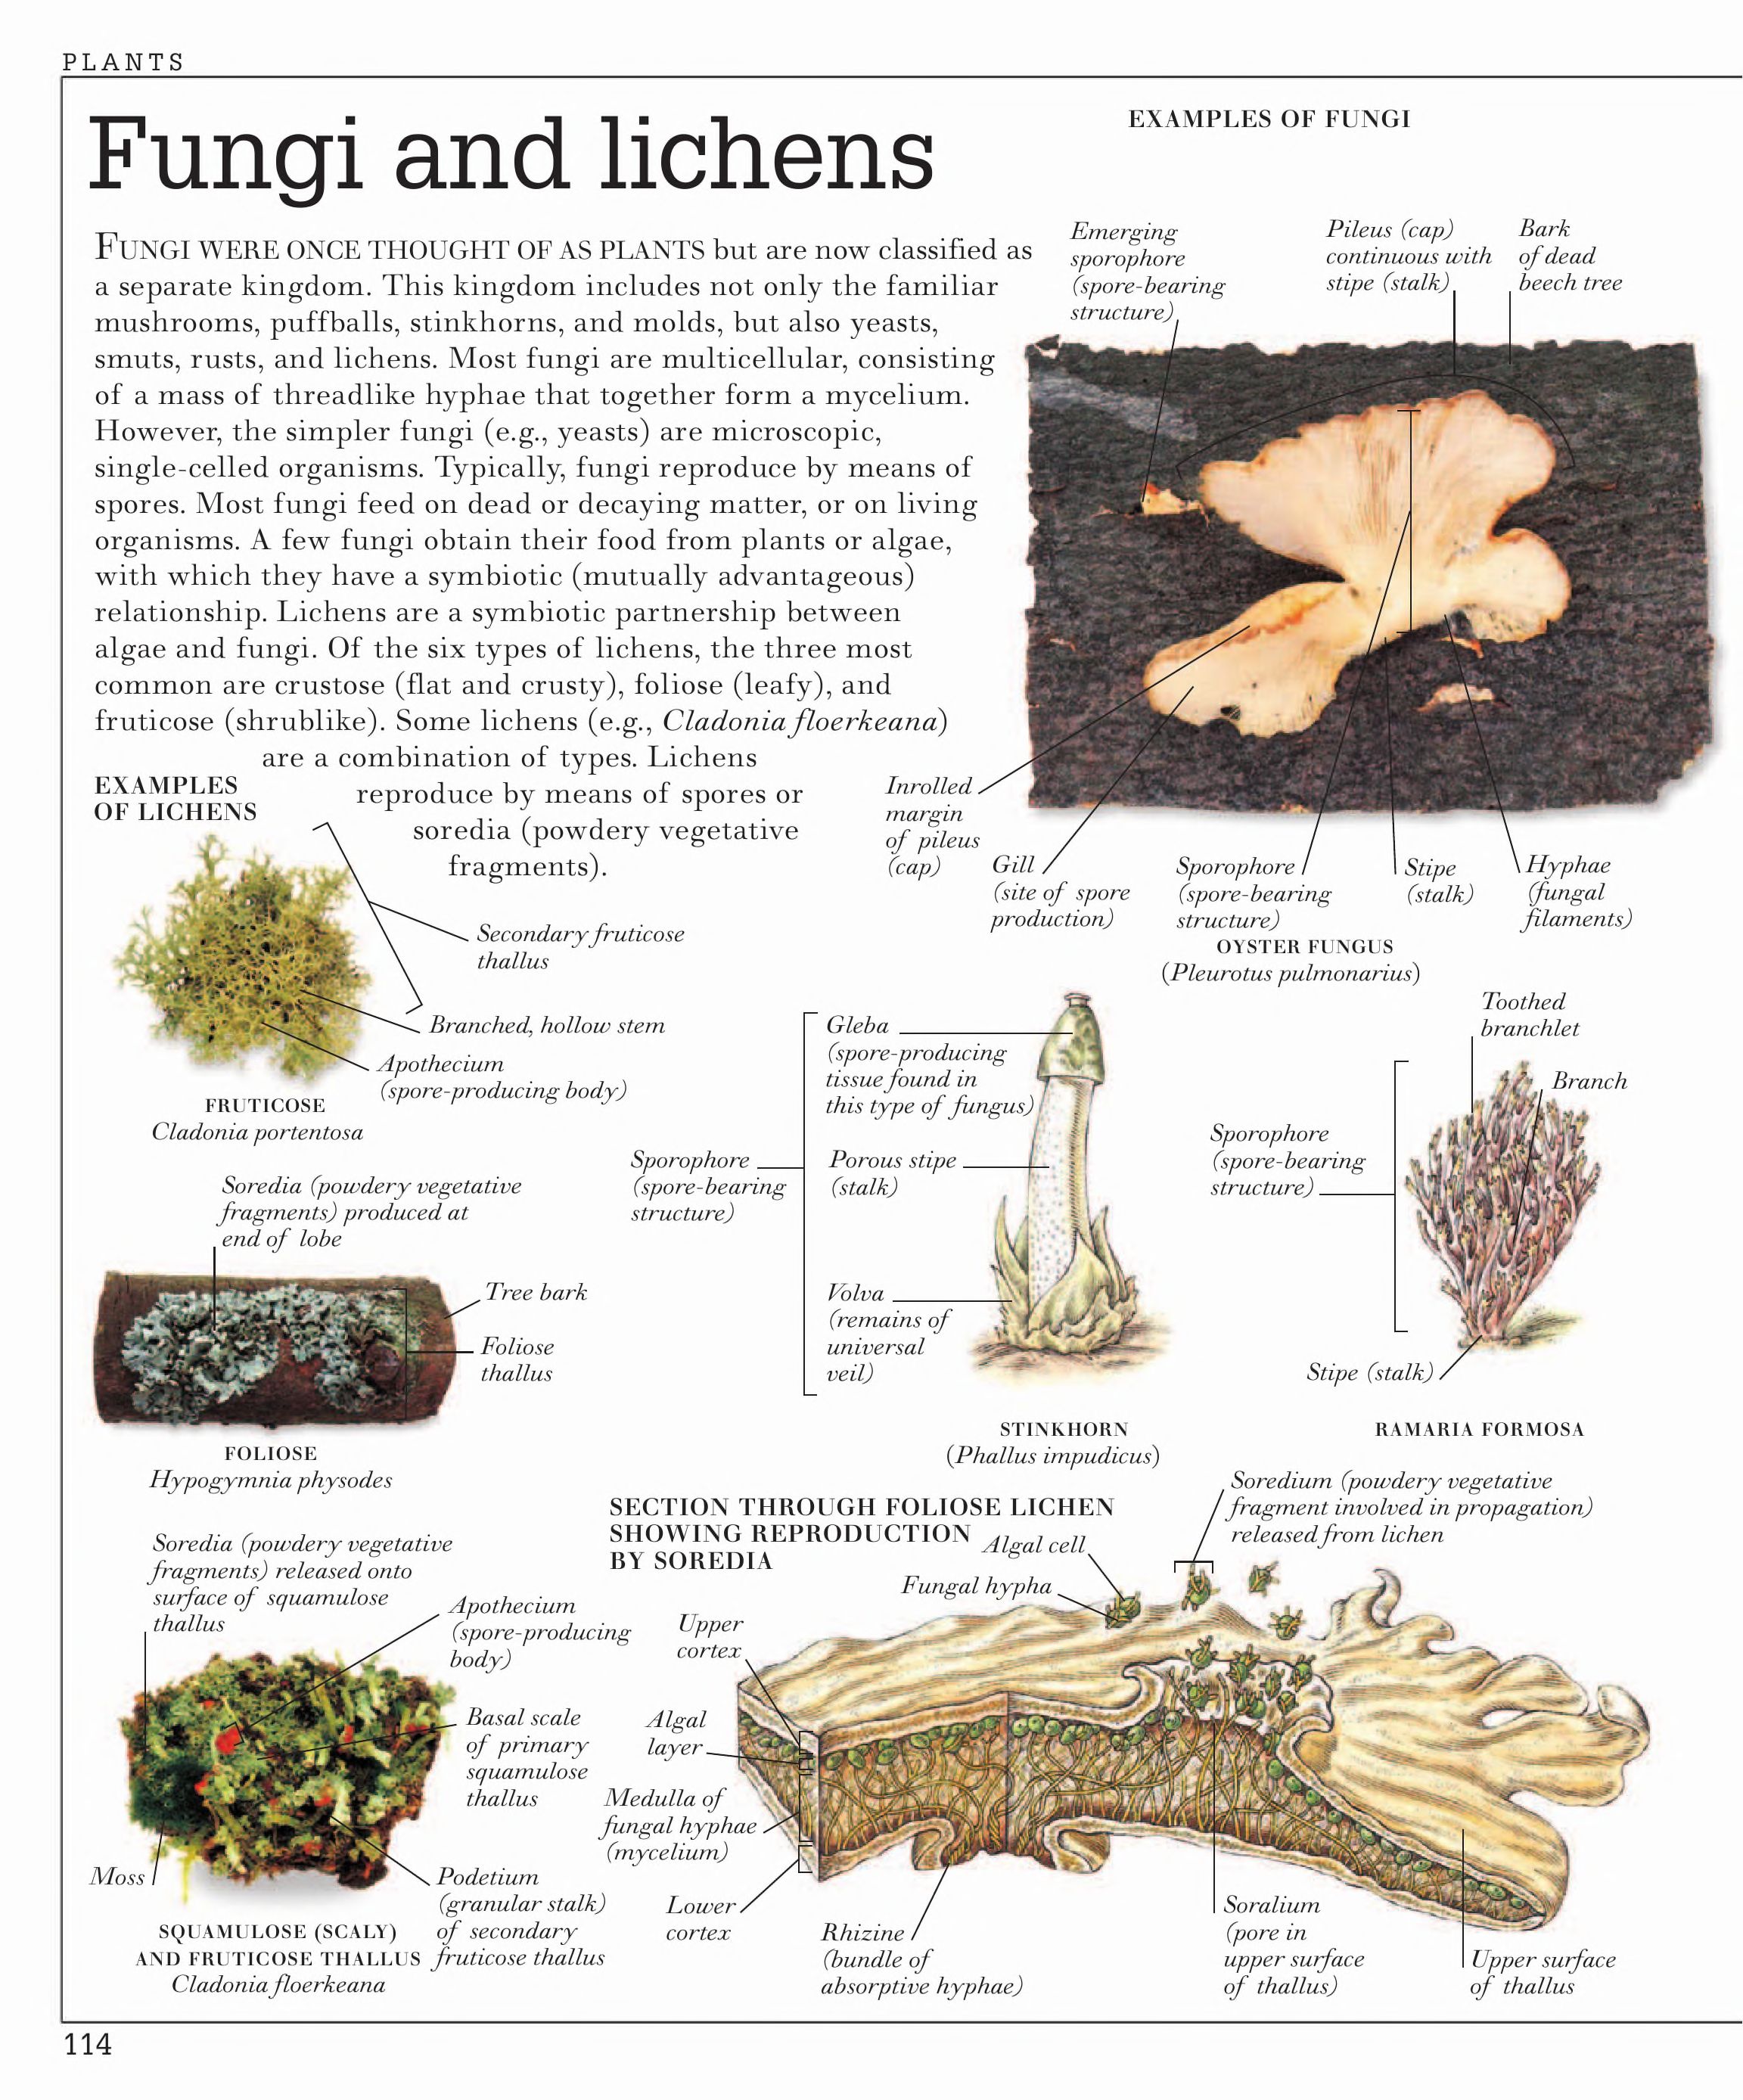 PLANTS
Fungi and lichens
FUNGI WERE ONCE THOUGHT OF AS PLANTS but are now classified as
a separate kingdom. This kingdom includes not only the familiar
mushrooms, puffballs, stinkhorns, and molds, but also yeasts,
smuts, rusts, and lichens. Most fungi are multicellular, consisting
of a mass of threadlike hyphae that together form a mycelium.
However, the simpler fungi (e.g., yeasts) are microscopic,
single-celled organisms. Typically, fungi reproduce by means of
spores. Most fungi feed on dead or decaying matter, or on living
organisms. A few fungi obtain their food from plants or algae,
with which they have a symbiotic (mutually advantageous)
relationship. Lichens are a symbiotic partnership between
algae and fungi. Of the six types of lichens, the three most
common are crustose (flat and crusty), foliose (leafy), and
fruticose (shrublike). Some lichens (e.g., Cladonia floerkeana)
are a combination of types. Lichens
reproduce by means of spores or
soredia (powdery vegetative
fragments).
EXAMPLES OF FUNGI
Emerging
sporophore
(spore-bearing
structure)
Pileus (cap)
continuous with
stipe (stalk)
Bark
of dead
beech tree
Inrolled
margin
of pileus
(cap)
Gill
(site of spore
production)
Sporophore
(spore-bearing
structure)
Stipe
(stalk)
Hyphae
(fungal
filaments)
OYSTER FUNGUS
(Pleurotus pulmonarius)
EXAMPLES
OF LICHENS
Secondary fruticose
thallus
Branched, hollow stem
Apothecium
(spore-producing body)
FRUTICOSE
Cladonia portentosa
Soredia (powdery vegetative
fragments) produced at
end of lobe
Tree bark
Foliose
thallus
FOLIOSE
Hypogymnia physodes
Gleba
(spore-producing
tissue found in
this type of fungus)
Sporophore
(spore-bearing
structure)
Porous stipe
(stalk)
Volva
(remains of
universal
veil)
STINKHORN
(Phallus impudicus)
Toothed
branchlet
Branch
Sporophore
(spore-bearing
structure)
Stipe (stalk)
RAMARIA FORMOSA
Soredia (powdery vegetative
fragments) released onto
surface of squamulose
thallus
Apothecium
(spore-producing
body)
Basal scale
of primary
squamulose
thallus
Moss
Podetium
(granular stalk)
of secondary
fruticose thallus
SQUAMULOSE (SCALY)
AND FRUTICOSE THALLUS
Cladonia floerkeana
SECTION THROUGH FOLIOSE LICHEN
SHOWING REPRODUCTION
BY SOREDIA
Algal cell
Fungal hypha
Soredium (powdery vegetative
fragment involved in propagation)
released from lichen
Upper
cortex
Algal
layer
Medulla of
fungal hyphae
(mycelium)
Lower
cortex
Rhizine
(bundle of
absorptive hyphae)
Soralium
(pore in
upper surface
of thallus)
Upper surface
of thallus
114